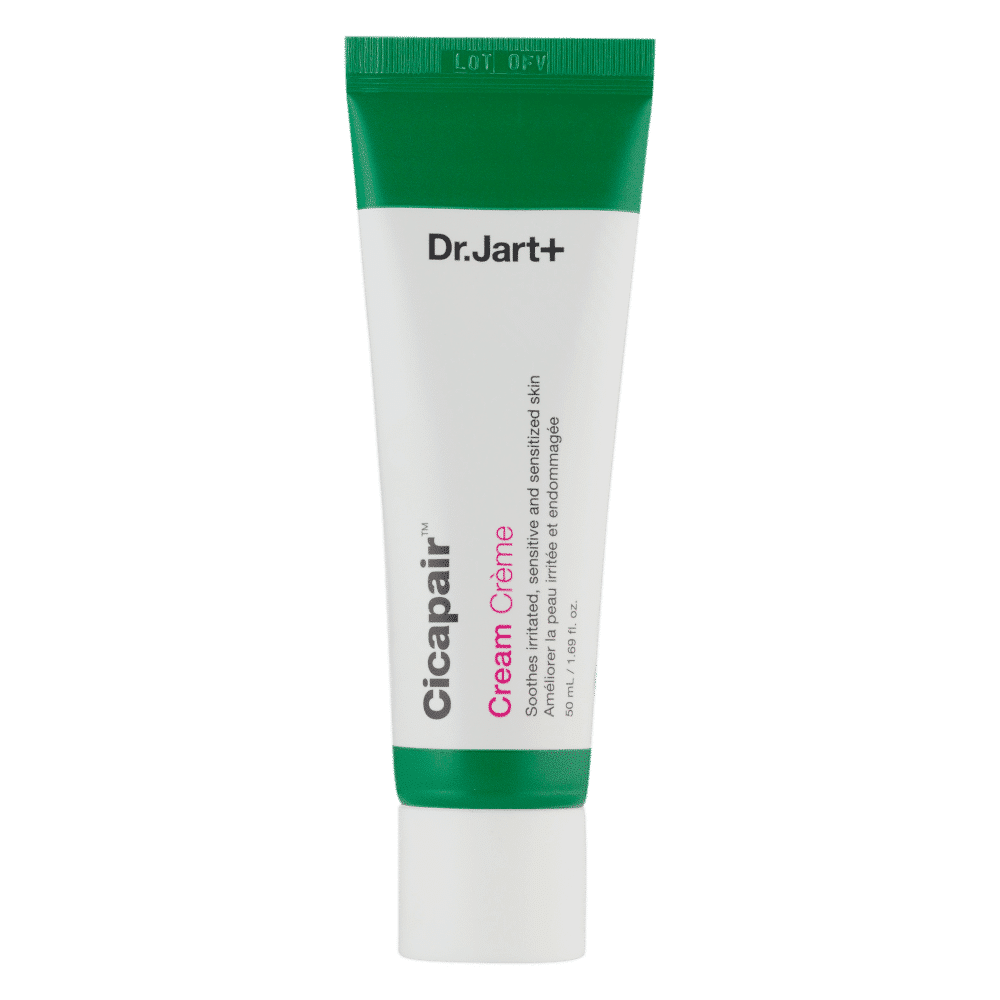 LOT OFV
Dr.Jart+
Cicapair™
Cream Crème
Soothes irritated, sensitive and sensitized skin
Améliorer la peau irritée et endommagée
50 mL / 1.69 fl. oz.